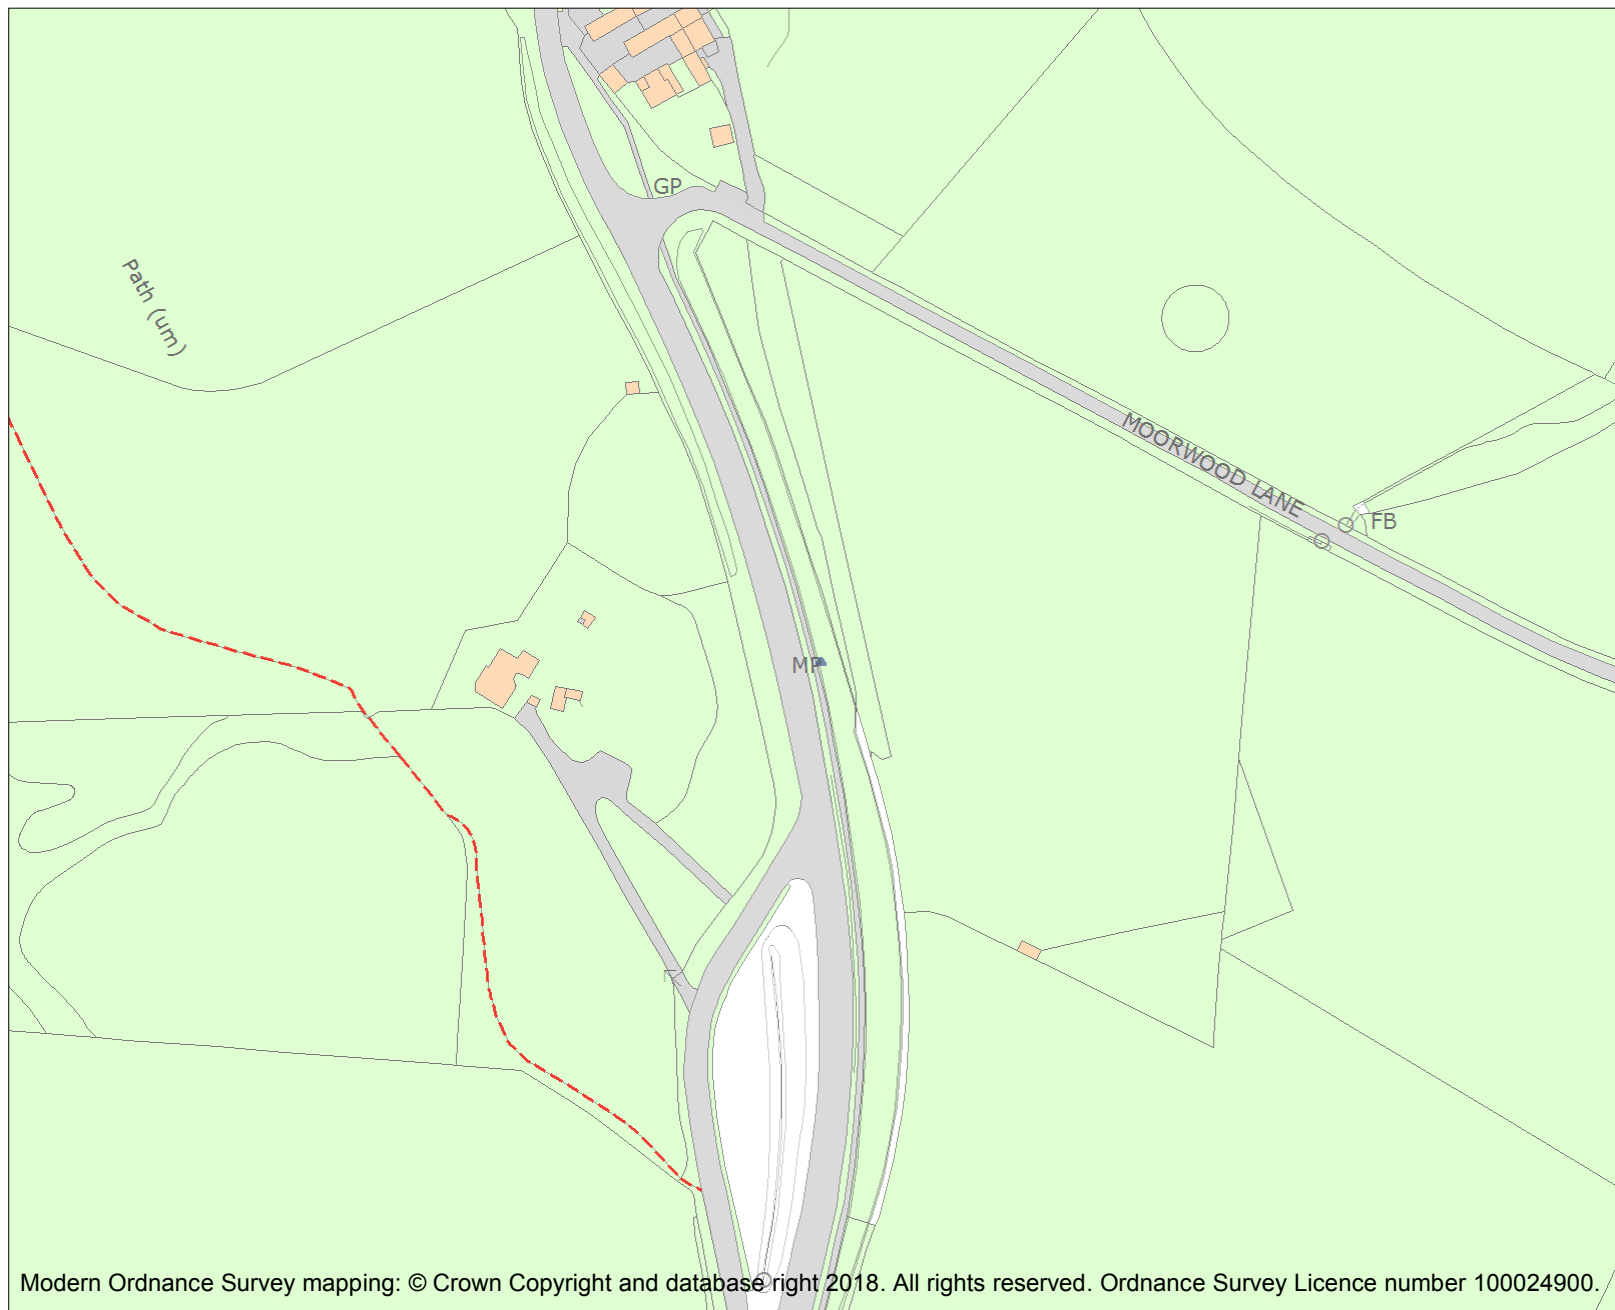 GP
Path (um)
MOORWOOD LANE
FB
MP
Modern Ordnance Survey mapping: © Crown Copyright and database right 2018. All rights reserved. Ordnance Survey Licence number 100024900.